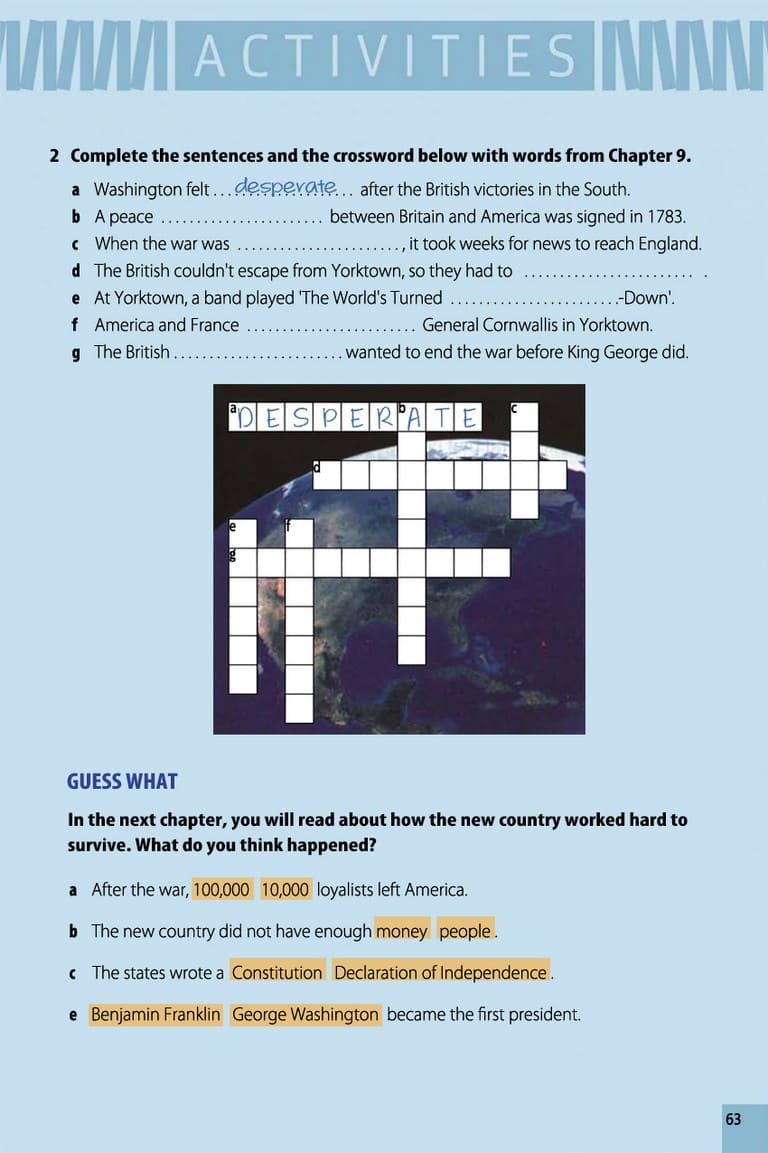 ACTIVITIES
2 Complete the sentences and the crossword below with words from Chapter 9.
a Washington felt ...desperate... after the British victories in the South.
b A peace ....................... between Britain and America was signed in 1783.
c When the war was ......................., it took weeks for news to reach England.
d The British couldn't escape from Yorktown, so they had to ........................ .
e At Yorktown, a band played 'The World's Turned ........................-Down'.
f America and France ........................ General Cornwallis in Yorktown.
g The British ........................ wanted to end the war before King George did.
a DESPERATE b c
d
e f
g
GUESS WHAT
In the next chapter, you will read about how the new country worked hard to
survive. What do you think happened?
a After the war, 100,000 10,000 loyalists left America.
b The new country did not have enough money people.
c The states wrote a Constitution Declaration of Independence.
e Benjamin Franklin George Washington became the first president.
63